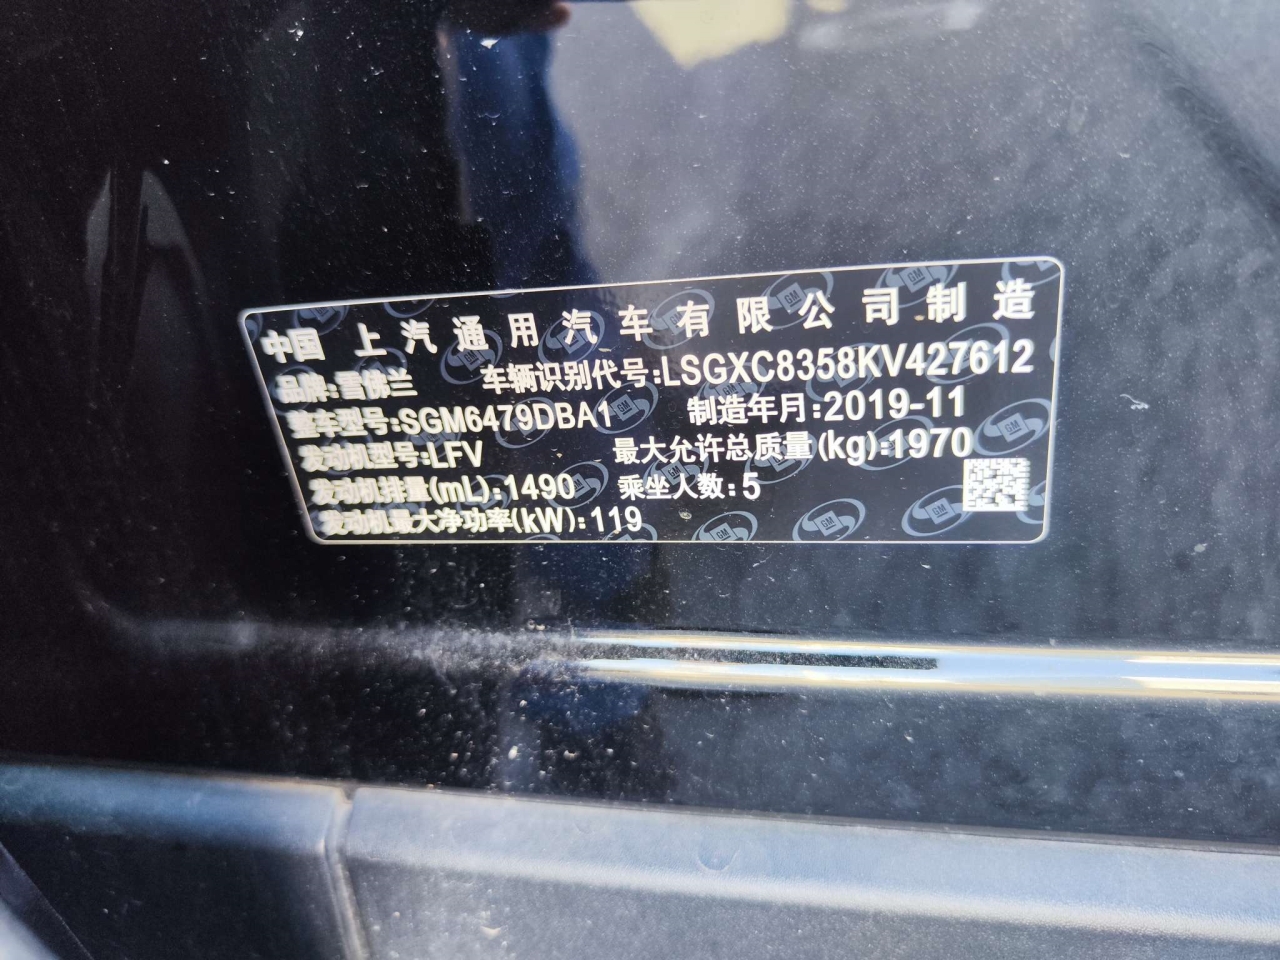 中国 上汽通用汽车有限公司制造
品牌:雪佛兰 车辆识别代号:LSGXC8358KV427612
整车型号:SGM6479DBA1 制造年月:2019-11
发动机型号:LFV 最大允许总质量(kg):1970
发动机排量(mL):1490 乘坐人数:5
发动机最大净功率(kW):119